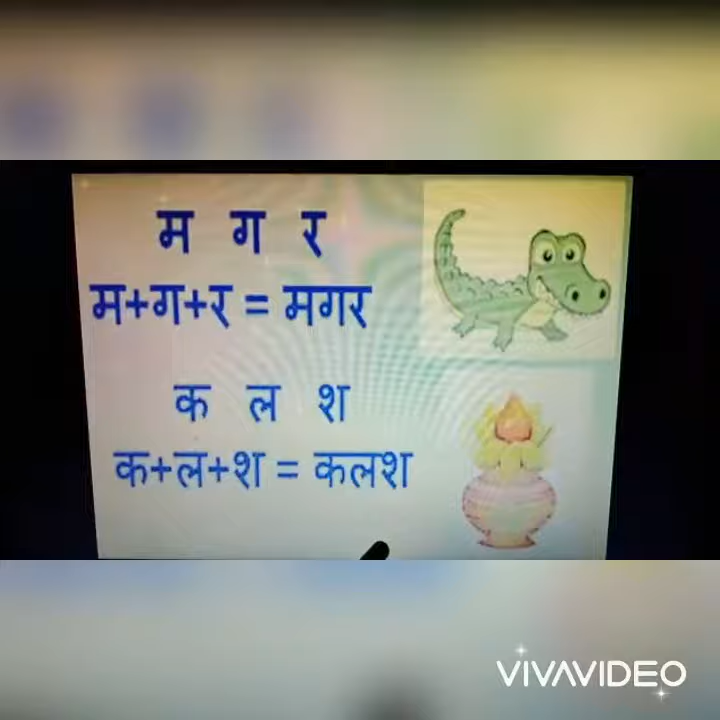 म ग र
म+ग+र = मगर
क ल श
क+ल+श = कलश
VIVAVIDEO